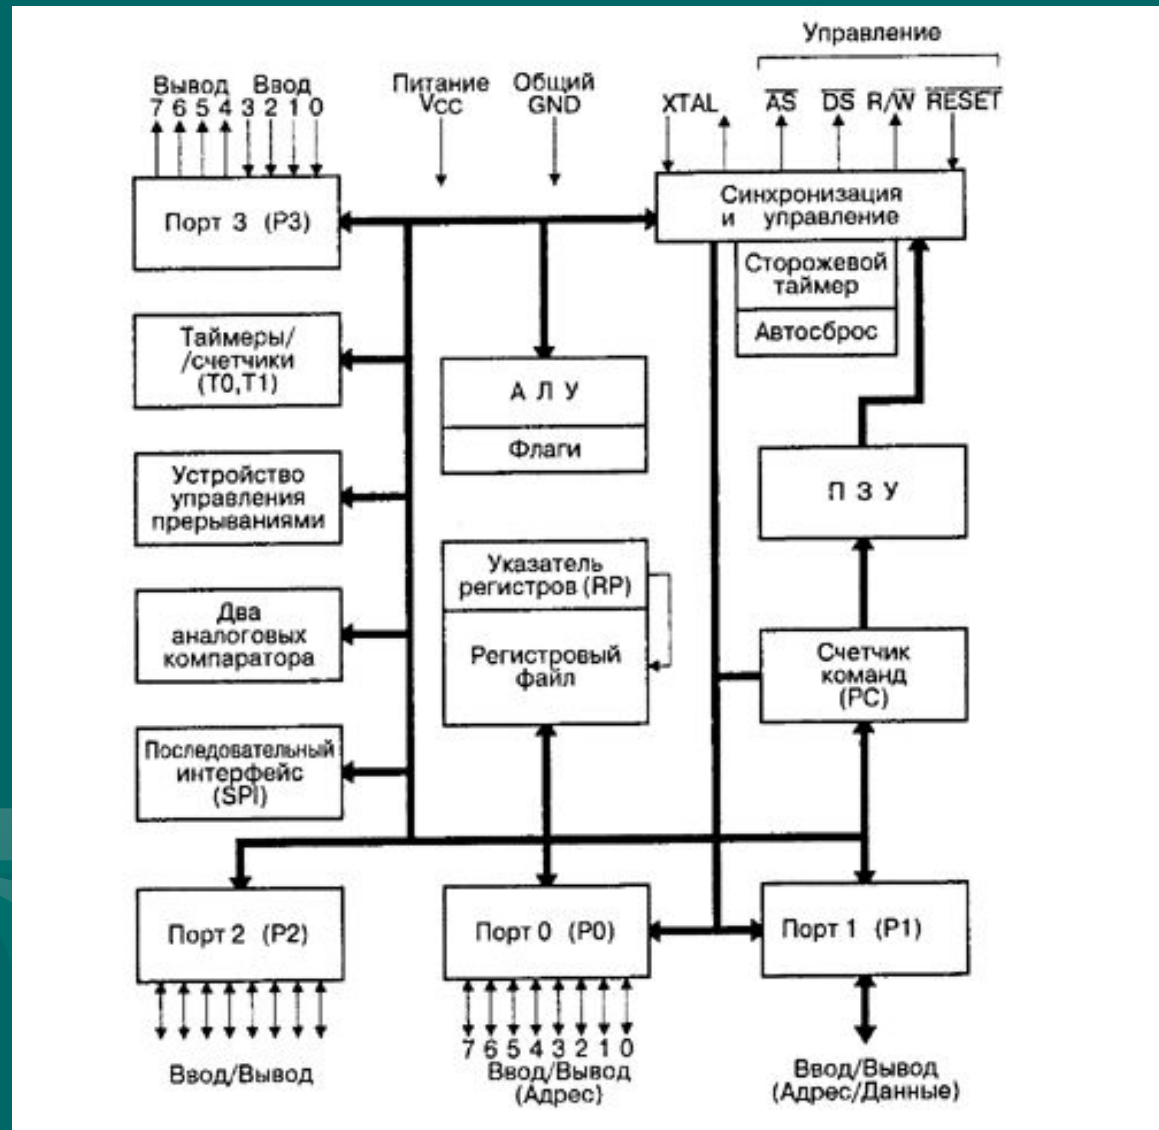 Управление
Вывод Ввод
7 6 5 4 3 2 1 0
Питание
Vcc
Общий
GND
XTAL AS DS R/W RESET
Порт 3 (P3)
Синхронизация
и управление
Сторожевой
таймер
Автосброс
Таймеры/
/счетчики
(T0,T1)
А Л У
Флаги
Устройство
управления
прерываниями
П З У
Указатель
регистров (RP)
Регистровый
файл
Два
аналоговых
компаратора
Счетчик
команд
(PC)
Последовательный
интерфейс
(SPI)
Порт 2 (P2)
Порт 0 (P0)
Порт 1 (P1)
Ввод/Вывод
7 6 5 4 3 2 1 0
Ввод/Вывод
(Адрес)
Ввод/Вывод
(Адрес/Данные)